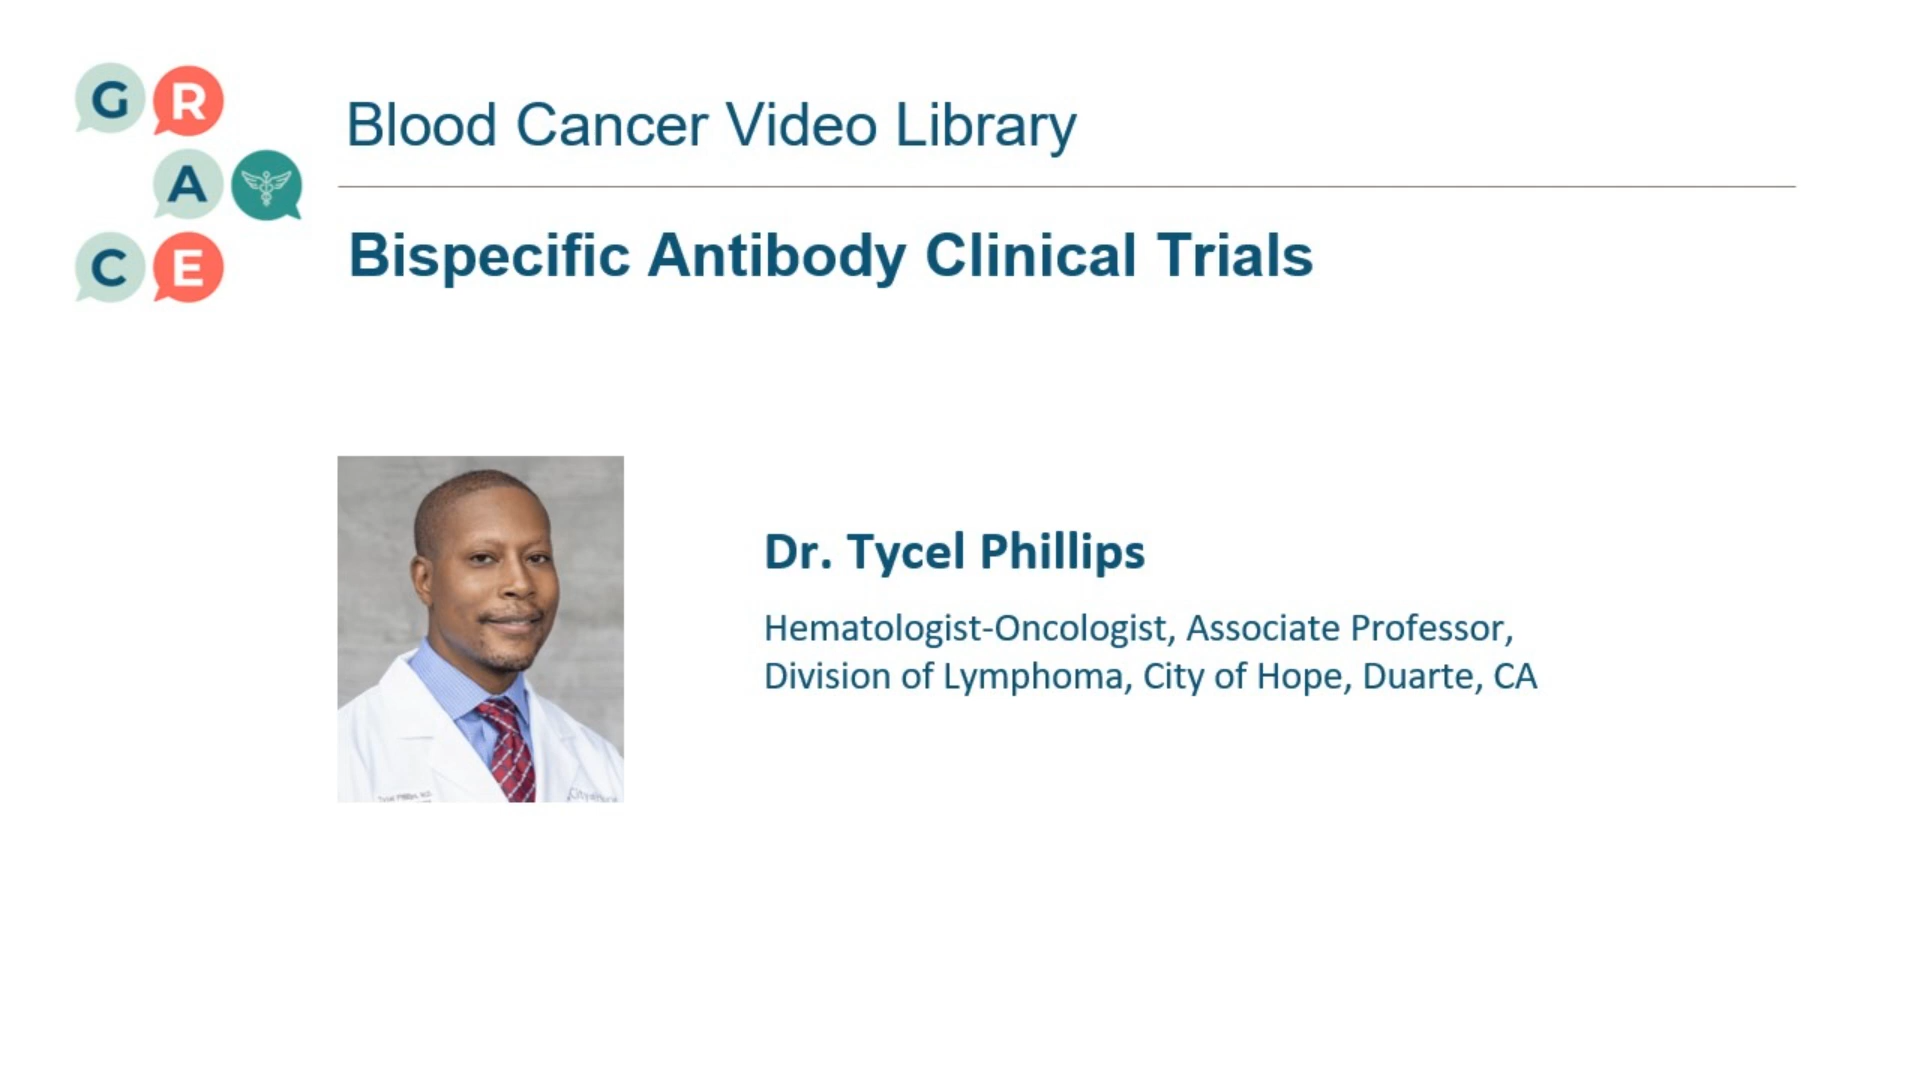 G R
A
C E
Blood Cancer Video Library
Bispecific Antibody Clinical Trials
Dr. Tycel Phillips
Hematologist-Oncologist, Associate Professor,
Division of Lymphoma, City of Hope, Duarte, CA